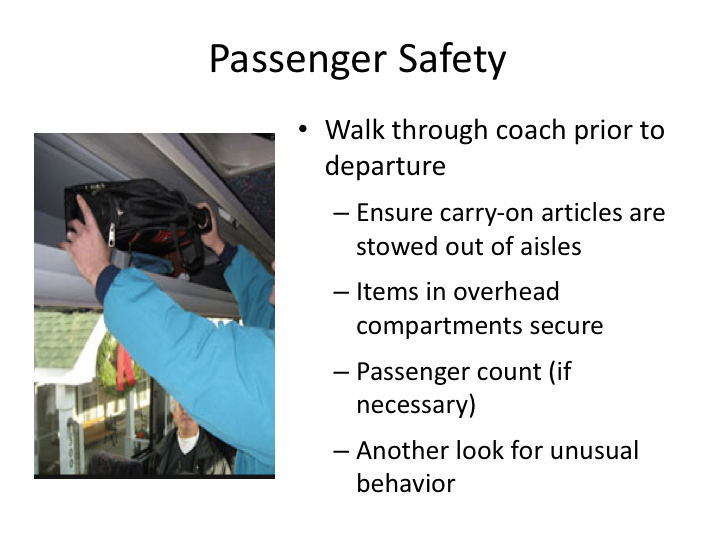 Passenger Safety
• Walk through coach prior to
departure
– Ensure carry-on articles are
stowed out of aisles
– Items in overhead
compartments secure
– Passenger count (if
necessary)
– Another look for unusual
behavior